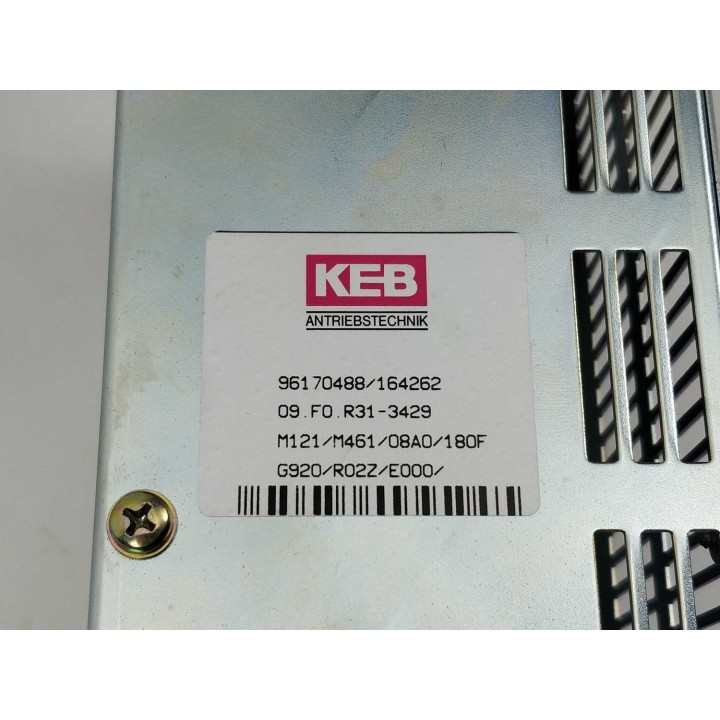 KEB
ANTRIEBSTECHNIK
96170488/164262
09.F0.R31-3429
M121/M461/08A0/180F
G920/R02Z/E000/